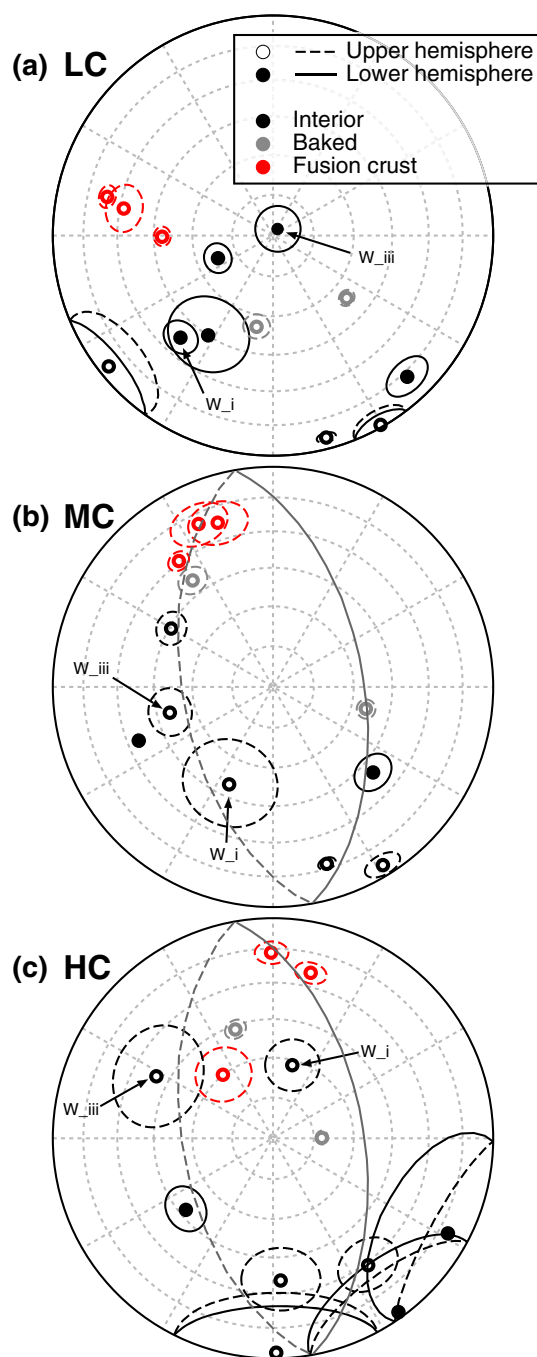 (a) LC
Upper hemisphere
Lower hemisphere
Interior
Baked
Fusion crust
W_iii
W_i
(b) MC
W_iii
W_i
(c) HC
W_i
W_iii